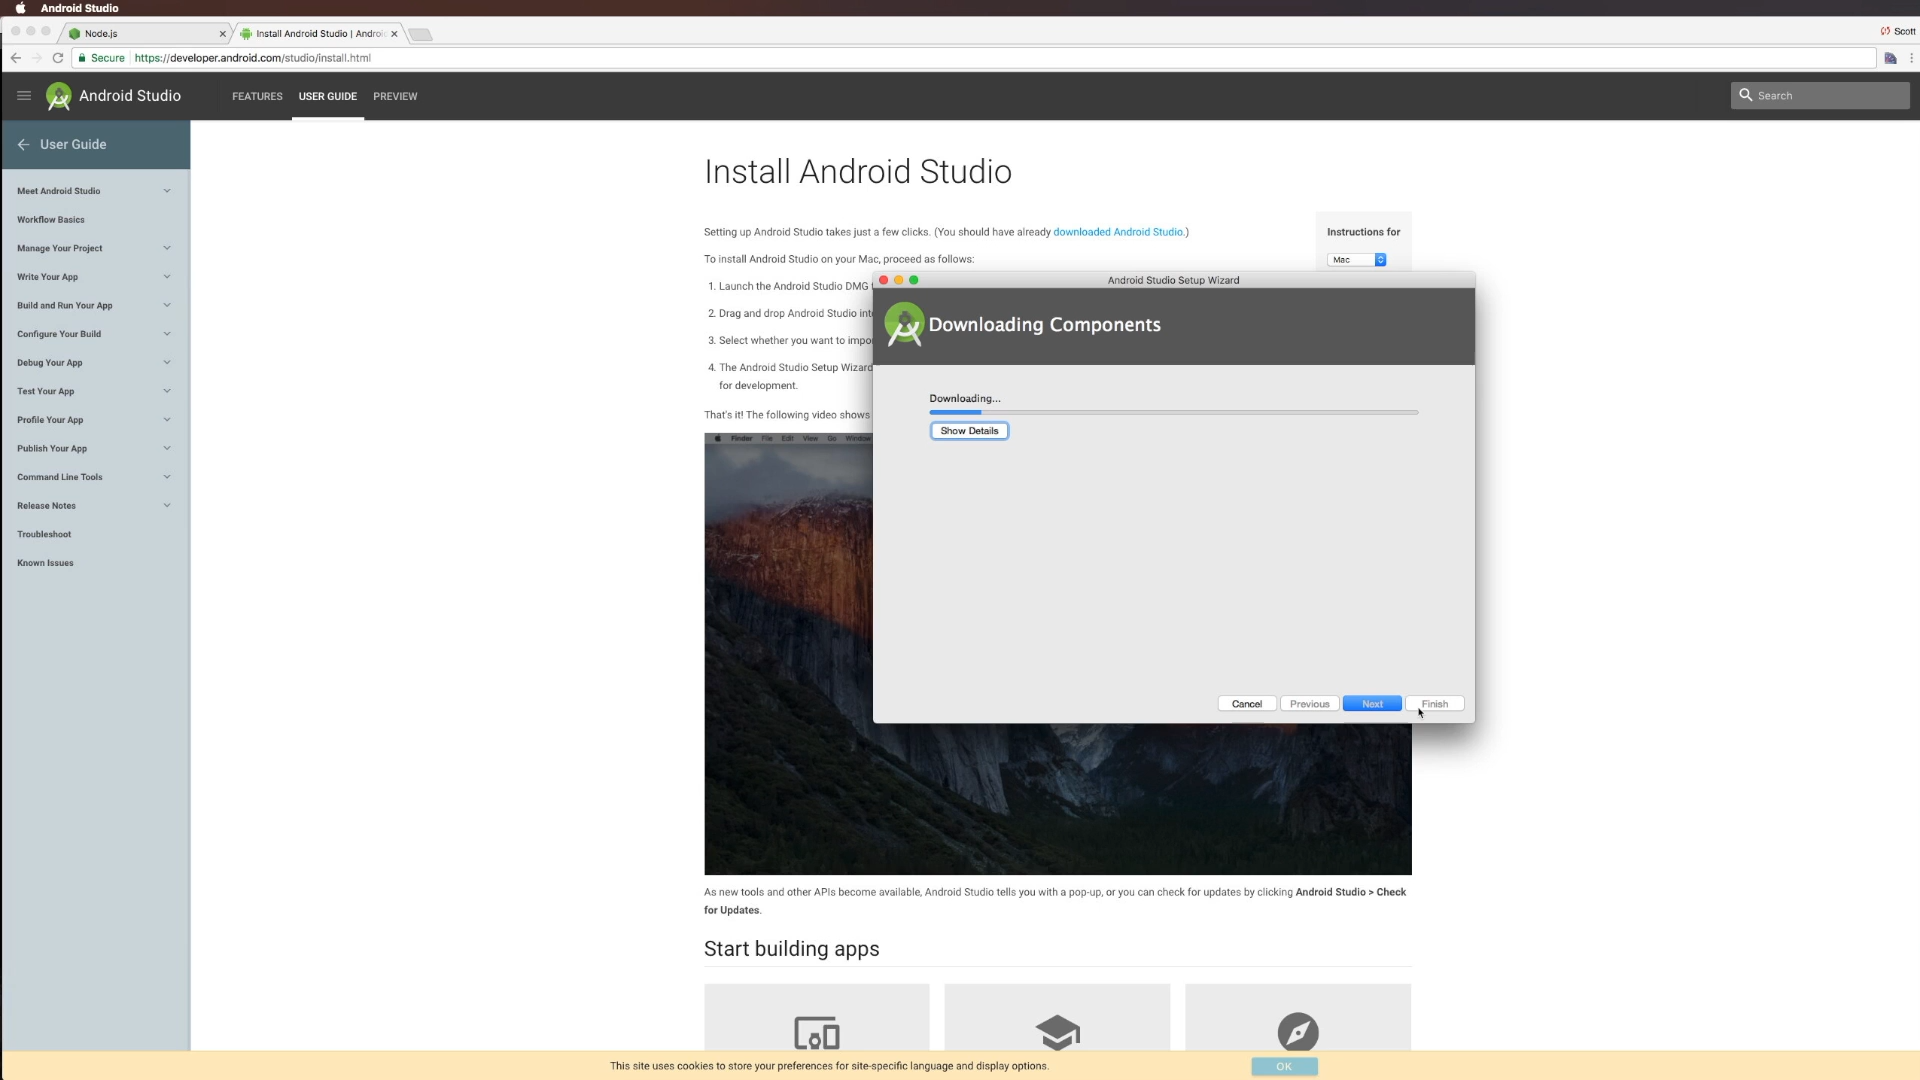 Android Studio
Node.js
Install Android Studio | Androi
Scott
Secure https://developer.android.com/studio/install.html
Android Studio
FEATURES
USER GUIDE
PREVIEW
Search
User Guide
Meet Android Studio
Workflow Basics
Manage Your Project
Write Your App
Build and Run Your App
Configure Your Build
Debug Your App
Test Your App
Profile Your App
Publish Your App
Command Line Tools
Release Notes
Troubleshoot
Known Issues
Install Android Studio
Setting up Android Studio takes just a few clicks. (You should have already downloaded Android Studio.)
To install Android Studio on your Mac, proceed as follows:
1. Launch the Android Studio DMG
2. Drag and drop Android Studio int
3. Select whether you want to impo
4. The Android Studio Setup Wizard
for development.
That's it! The following video shows
Instructions for
Mac
Finder File Edit View Go Window
Android Studio Setup Wizard
Downloading Components
Downloading...
Show Details
Cancel
Previous
Next
Finish
As new tools and other APIs become available, Android Studio tells you with a pop-up, or you can check for updates by clicking Android Studio > Check
for Updates.
Start building apps
This site uses cookies to store your preferences for site-specific language and display options.
OK